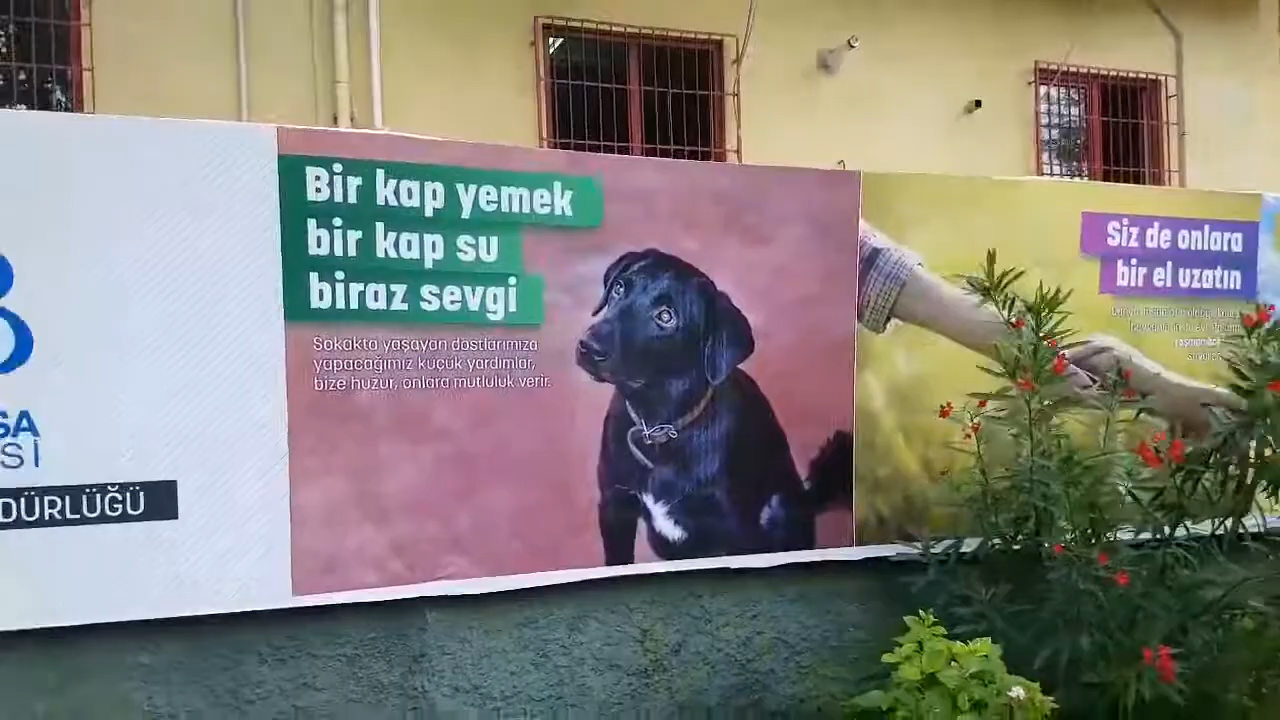 SA
Sİ
DÜRLÜĞÜ
Bir kap yemek
bir kap su
biraz sevgi
Sokakta yaşayan dostlarımıza
yapacağımız küçük yardımlar,
bize huzur, onlara mutluluk verir.
Siz de onlara
bir el uzatın